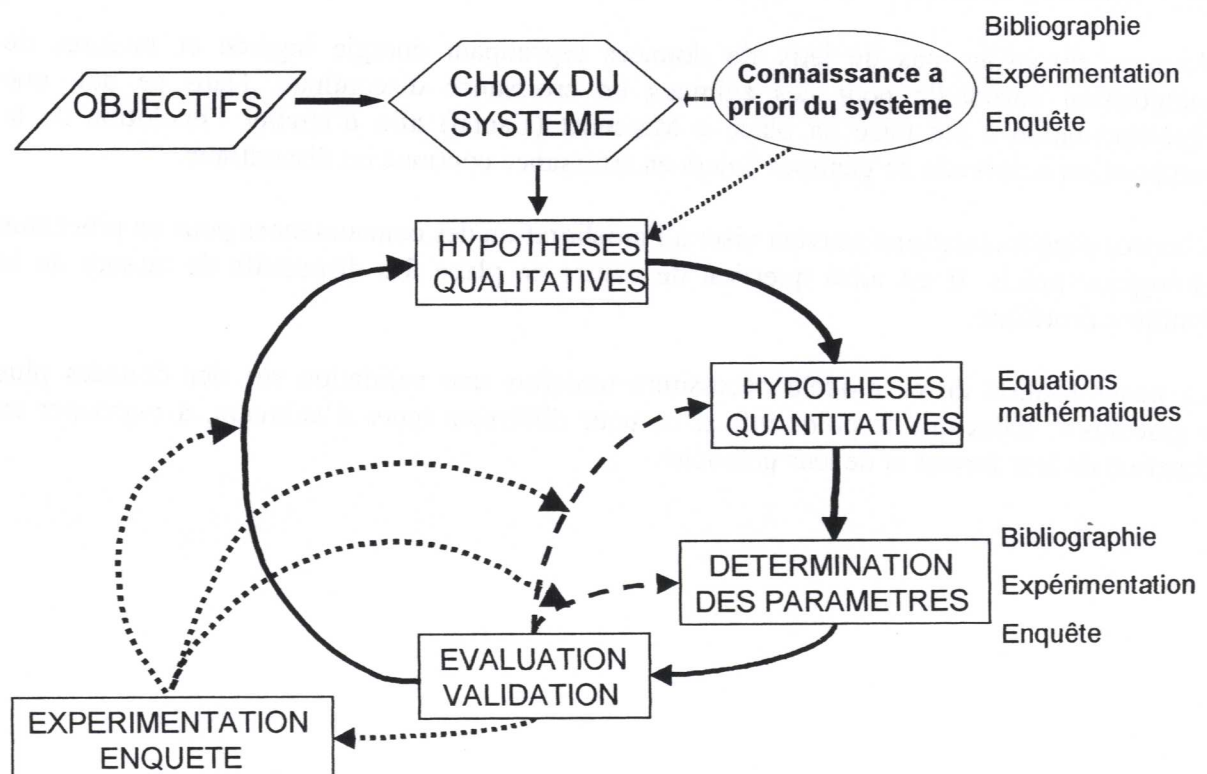 Bibliographie
OBJECTIFS
CHOIX DU
SYSTEME
Connaissance a
priori du système
Expérimentation
Enquête
HYPOTHESES
QUALITATIVES
HYPOTHESES
QUANTITATIVES
Equations
mathématiques
DETERMINATION
DES PARAMETRES
Bibliographie
Expérimentation
Enquête
EVALUATION
VALIDATION
EXPERIMENTATION
ENQUETE